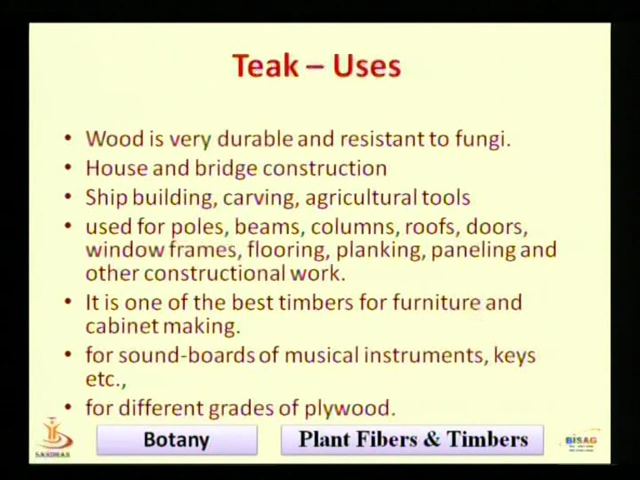 Teak – Uses
• Wood is very durable and resistant to fungi.
• House and bridge construction
• Ship building, carving, agricultural tools
• used for poles, beams, columns, roofs, doors,
window frames, flooring, planking, paneling and
other constructional work.
• It is one of the best timbers for furniture and
cabinet making.
• for sound-boards of musical instruments, keys
etc.,
• for different grades of plywood.
Botany
Plant Fibers & Timbers
SANDHAN
BISAG